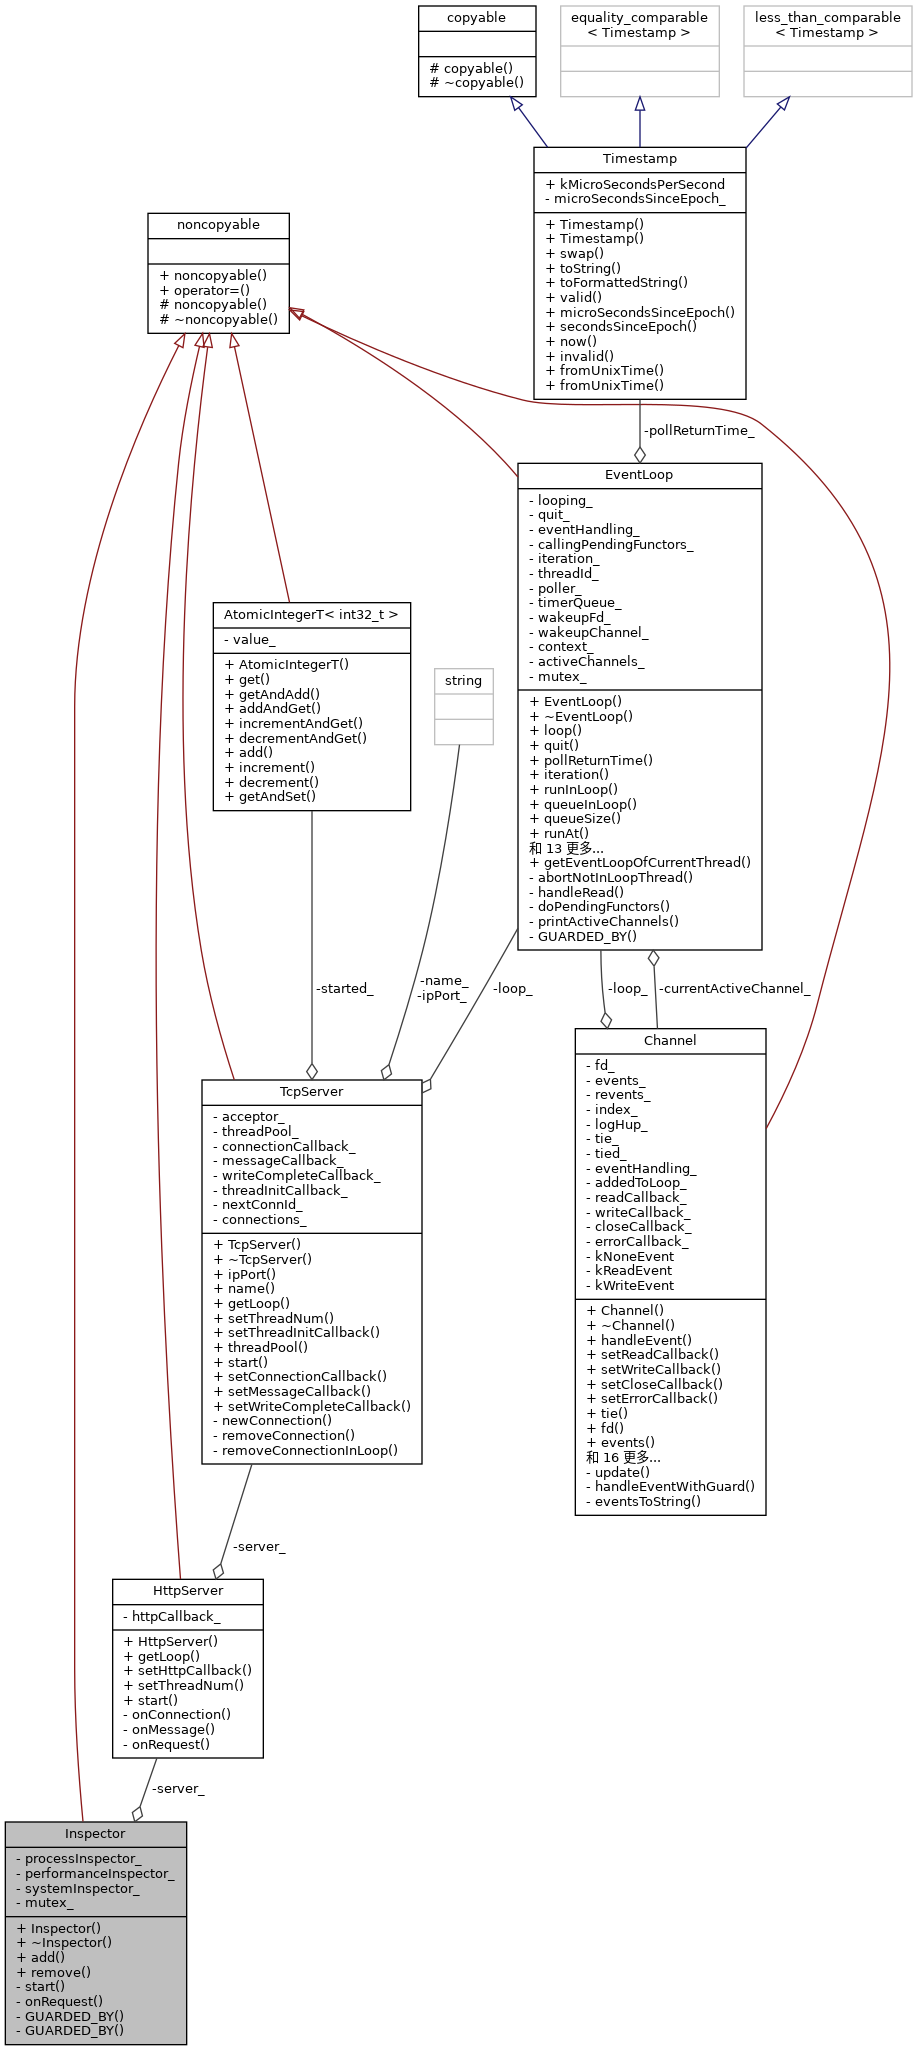 copyable
# copyable()
# ~copyable()
equality_comparable
< Timestamp >
less_than_comparable
< Timestamp >
Timestamp
+ kMicroSecondsPerSecond
- microSecondsSinceEpoch_
+ Timestamp()
+ Timestamp()
+ swap()
+ toString()
+ toFormattedString()
+ valid()
+ microSecondsSinceEpoch()
+ secondsSinceEpoch()
+ now()
+ invalid()
+ fromUnixTime()
+ fromUnixTime()
noncopyable
+ noncopyable()
+ operator=()
# noncopyable()
# ~noncopyable()
-pollReturnTime_
EventLoop
- looping_
- quit_
- eventHandling_
- callingPendingFunctors_
- iteration_
- threadId_
- poller_
- timerQueue_
- wakeupFd_
- wakeupChannel_
- context_
- activeChannels_
- mutex_
+ EventLoop()
+ ~EventLoop()
+ loop()
+ quit()
+ pollReturnTime()
+ iteration()
+ runInLoop()
+ queueInLoop()
+ queueSize()
+ runAt()
和 13 更多...
+ getEventLoopOfCurrentThread()
- abortNotInLoopThread()
- handleRead()
- doPendingFunctors()
- printActiveChannels()
- GUARDED_BY()
AtomicIntegerT< int32_t >
- value_
+ AtomicIntegerT()
+ get()
+ getAndAdd()
+ addAndGet()
+ incrementAndGet()
+ decrementAndGet()
+ add()
+ increment()
+ decrement()
+ getAndSet()
string
-started_
-name_
-ipPort_
-loop_
-loop_
-currentActiveChannel_
Channel
- fd_
- events_
- revents_
- index_
- logHup_
- tie_
- tied_
- eventHandling_
- addedToLoop_
- readCallback_
- writeCallback_
- closeCallback_
- errorCallback_
- kNoneEvent
- kReadEvent
- kWriteEvent
+ Channel()
+ ~Channel()
+ handleEvent()
+ setReadCallback()
+ setWriteCallback()
+ setCloseCallback()
+ setErrorCallback()
+ tie()
+ fd()
+ events()
和 16 更多...
- update()
- handleEventWithGuard()
- eventsToString()
TcpServer
- acceptor_
- threadPool_
- connectionCallback_
- messageCallback_
- writeCompleteCallback_
- threadInitCallback_
- nextConnId_
- connections_
+ TcpServer()
+ ~TcpServer()
+ ipPort()
+ name()
+ getLoop()
+ setThreadNum()
+ setThreadInitCallback()
+ threadPool()
+ start()
+ setConnectionCallback()
+ setMessageCallback()
+ setWriteCompleteCallback()
- newConnection()
- removeConnection()
- removeConnectionInLoop()
-server_
HttpServer
- httpCallback_
+ HttpServer()
+ getLoop()
+ setHttpCallback()
+ setThreadNum()
+ start()
- onConnection()
- onMessage()
- onRequest()
-server_
Inspector
- processInspector_
- performanceInspector_
- systemInspector_
- mutex_
+ Inspector()
+ ~Inspector()
+ add()
+ remove()
- start()
- onRequest()
- GUARDED_BY()
- GUARDED_BY()